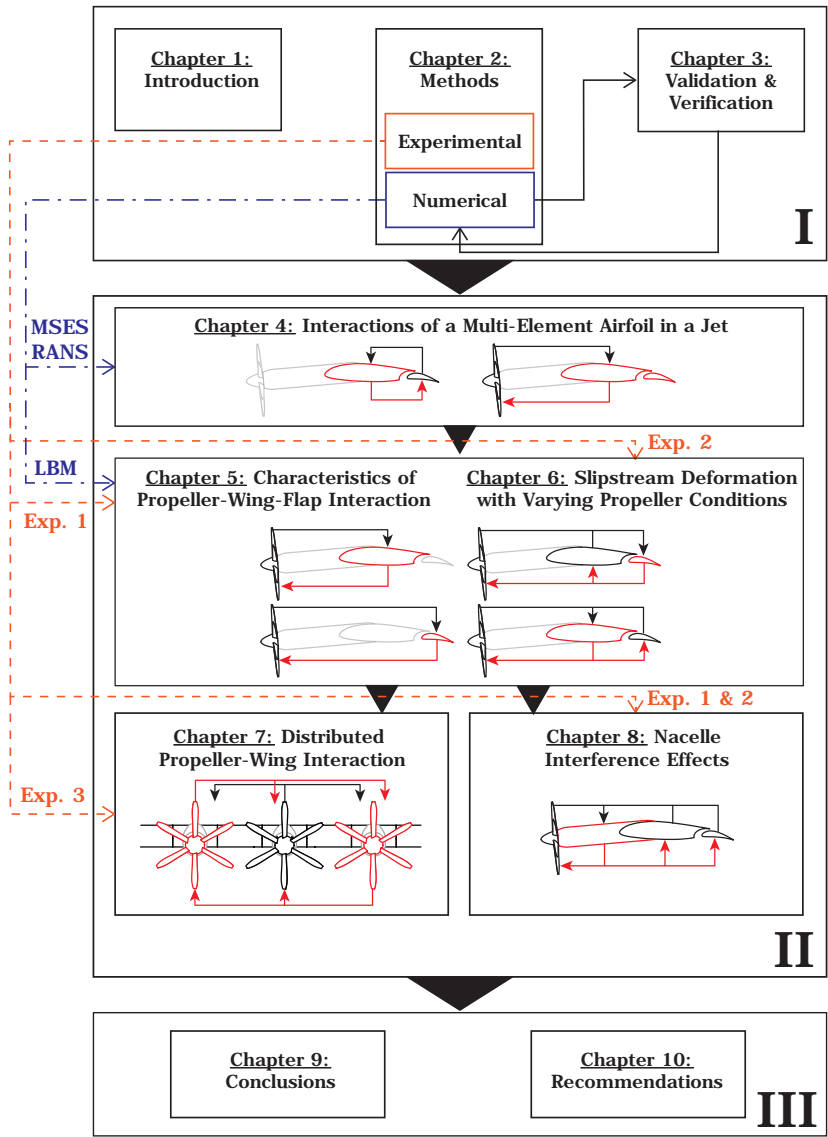 Chapter 1:
Introduction
Chapter 2:
Methods
Experimental
Numerical
Chapter 3:
Validation &
Verification
I
MSES
RANS
Chapter 4: Interactions of a Multi-Element Airfoil in a Jet
Exp. 2
LBM
Exp. 1
Chapter 5: Characteristics of
Propeller-Wing-Flap Interaction
Chapter 6: Slipstream Deformation
with Varying Propeller Conditions
Exp. 1 & 2
Exp. 3
Chapter 7: Distributed
Propeller-Wing Interaction
Chapter 8: Nacelle
Interference Effects
II
Chapter 9:
Conclusions
Chapter 10:
Recommendations
III